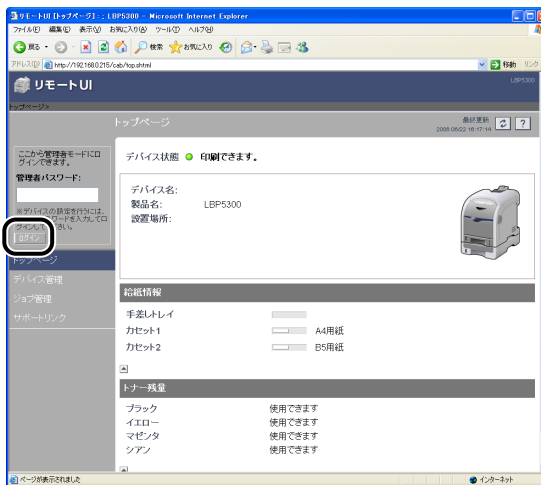 リモートUI [トップページ] : : LBP5300 - Microsoft Internet Explorer
ファイル(F) 編集(E) 表示(V) お気に入り(A) ツール(T) ヘルプ(H)
戻る 検索 お気に入り
アドレス(D) http://192.168.0.215/cab/top.shtml 移動 リンク
リモートUI LBP5300
トップページ>
トップページ 最終更新
2006 06/22 16:17:14 ?
ここから管理者モードにロ
グインできます。
管理者パスワード:
※デバイスの設定を行うには、
ログイン
トップページ
デバイス管理
ジョブ管理
サポートリンク
デバイス状態 印刷できます。
デバイス名:
製品名: LBP5300
設置場所:
給紙情報
手差しトレイ
カセット1 A4用紙
カセット2 B5用紙
トナー残量
ブラック 使用できます
イエロー 使用できます
マゼンタ 使用できます
シアン 使用できます
ページが表示されました インターネット